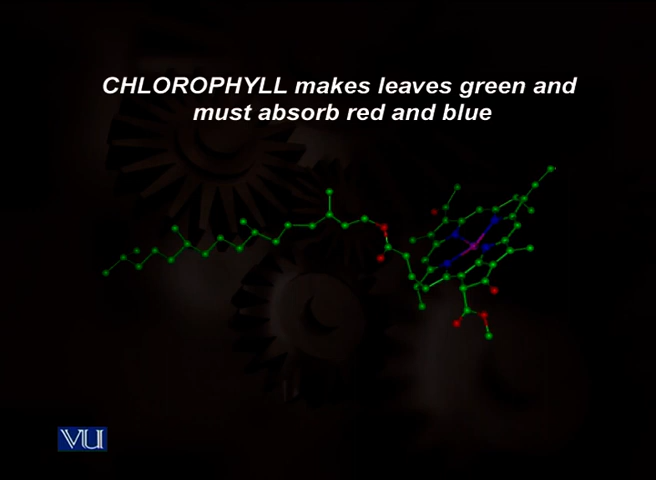 CHLOROPHYLL makes leaves green and
must absorb red and blue
VU